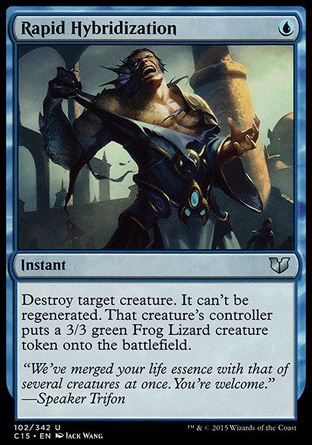 Rapid Hybridization
Instant
Destroy target creature. It can't be
regenerated. That creature's controller
puts a 3/3 green Frog Lizard creature
token onto the battlefield.
“We've merged your life essence with that of
several creatures at once. You're welcome.”
—Speaker Trifon
102/342 U
C15 • EN Jack Wang
™ & © 2015 Wizards of the Coast